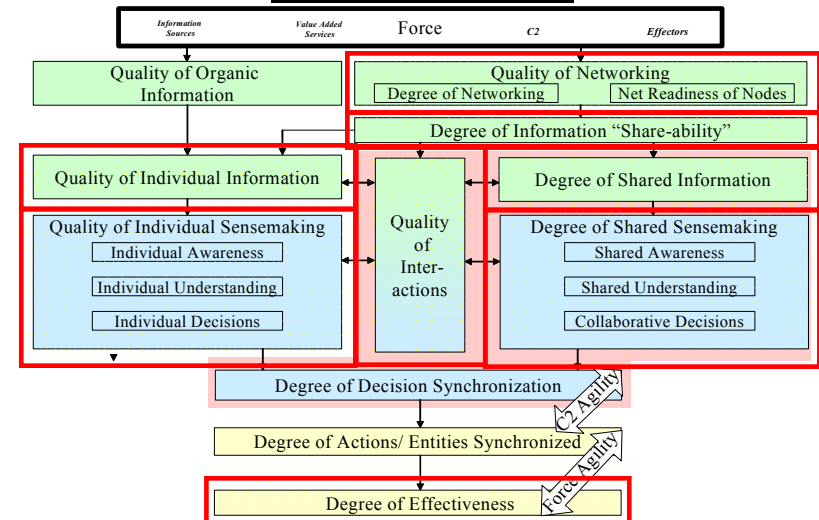 Information
Sources
Value Added
Services
Force
C2
Effectors
Quality of Organic
Information
Quality of Networking
Degree of Networking
Net Readiness of Nodes
Degree of Information “Share-ability”
Quality of Individual Information
Degree of Shared Information
Quality of Individual Sensemaking
Individual Awareness
Individual Understanding
Individual Decisions
Quality
of
Inter-
actions
Degree of Shared Sensemaking
Shared Awareness
Shared Understanding
Collaborative Decisions
Degree of Decision Synchronization
C2 Agility
Degree of Actions/ Entities Synchronized
Force Agility
Degree of Effectiveness